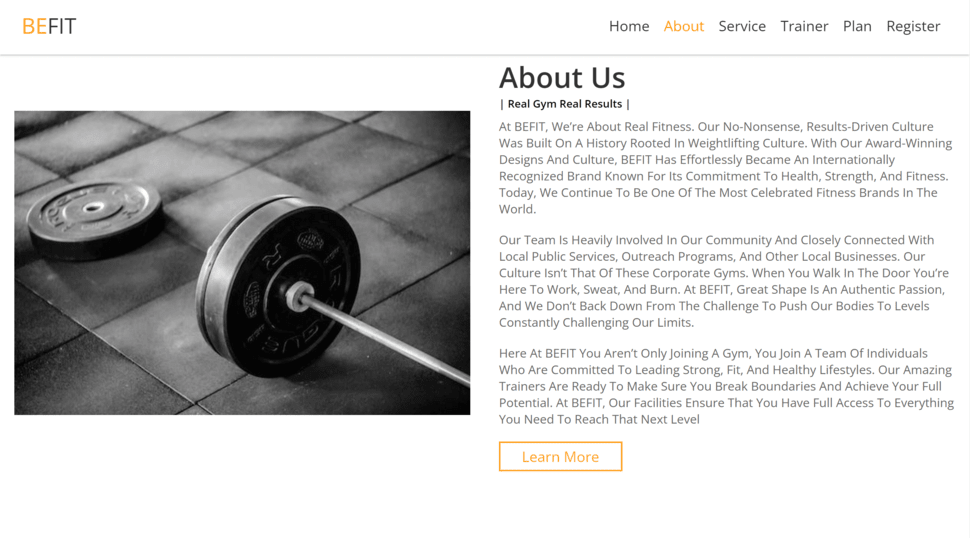 BEFIT
Home About Service Trainer Plan Register
About Us
| Real Gym Real Results |
At BEFIT, We're About Real Fitness. Our No-Nonsense, Results-Driven Culture
Was Built On A History Rooted In Weightlifting Culture. With Our Award-Winning
Designs And Culture, BEFIT Has Effortlessly Became An Internationally
Recognized Brand Known For Its Commitment To Health, Strength, And Fitness.
Today, We Continue To Be One Of The Most Celebrated Fitness Brands In The
World.
Our Team Is Heavily Involved In Our Community And Closely Connected With
Local Public Services, Outreach Programs, And Other Local Businesses. Our
Culture Isn't That Of These Corporate Gyms. When You Walk In The Door You're
Here To Work, Sweat, And Burn. At BEFIT, Great Shape Is An Authentic Passion,
And We Don't Back Down From The Challenge To Push Our Bodies To Levels
Constantly Challenging Our Limits.
Here At BEFIT You Aren't Only Joining A Gym, You Join A Team Of Individuals
Who Are Committed To Leading Strong, Fit, And Healthy Lifestyles. Our Amazing
Trainers Are Ready To Make Sure You Break Boundaries And Achieve Your Full
Potential. At BEFIT, Our Facilities Ensure That You Have Full Access To Everything
You Need To Reach That Next Level
Learn More